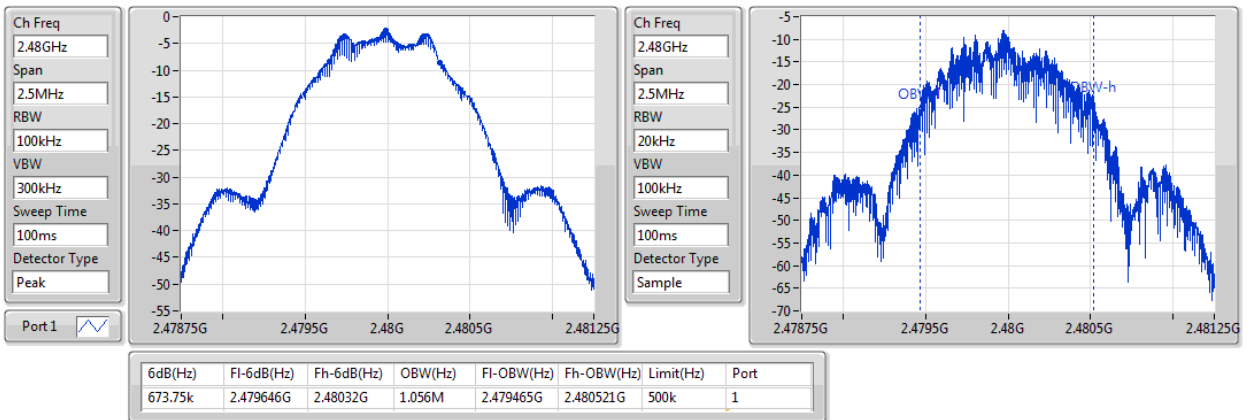 Ch Freq
2.48GHz
Span
2.5MHz
RBW
100kHz
VBW
300kHz
Sweep Time
100ms
Detector Type
Peak
Port 1
0-
-5-
-10-
-15-
-20-
-25-
-30-
-35-
-40-
-45-
-50-
-55-
2.47875G 2.4795G 2.48G 2.4805G 2.48125G
Ch Freq
2.48GHz
Span
2.5MHz
RBW
20kHz
VBW
100kHz
Sweep Time
100ms
Detector Type
Sample
-5-
-10-
-15-
-20-
-25-
-30-
-35-
-40-
-45-
-50-
-55-
-60-
-65-
-70-
OBW-h
2.47875G 2.4795G 2.48G 2.4805G 2.48125G
6dB(Hz) Fl-6dB(Hz) Fh-6dB(Hz) OBW(Hz) Fl-OBW(Hz) Fh-OBW(Hz) Limit(Hz) Port
673.75k 2.479646G 2.48032G 1.056M 2.479465G 2.480521G 500k 1